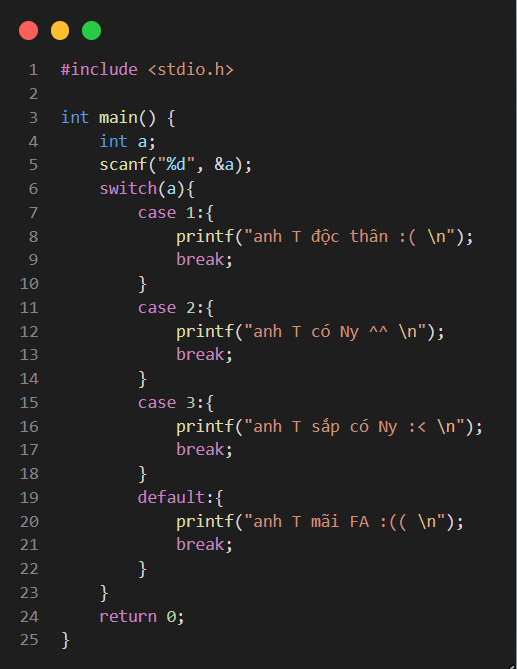 1 #include <stdio.h>
2
3 int main() {
4     int a;
5     scanf("%d", &a);
6     switch(a){
7         case 1:{
8             printf("anh T độc thân :( \n");
9             break;
10         }
11         case 2:{
12             printf("anh T có Ny ^^ \n");
13             break;
14         }
15         case 3:{
16             printf("anh T sắp có Ny :< \n");
17             break;
18         }
19         default:{
20             printf("anh T mãi FA :(( \n");
21             break;
22         }
23     }
24     return 0;
25 }